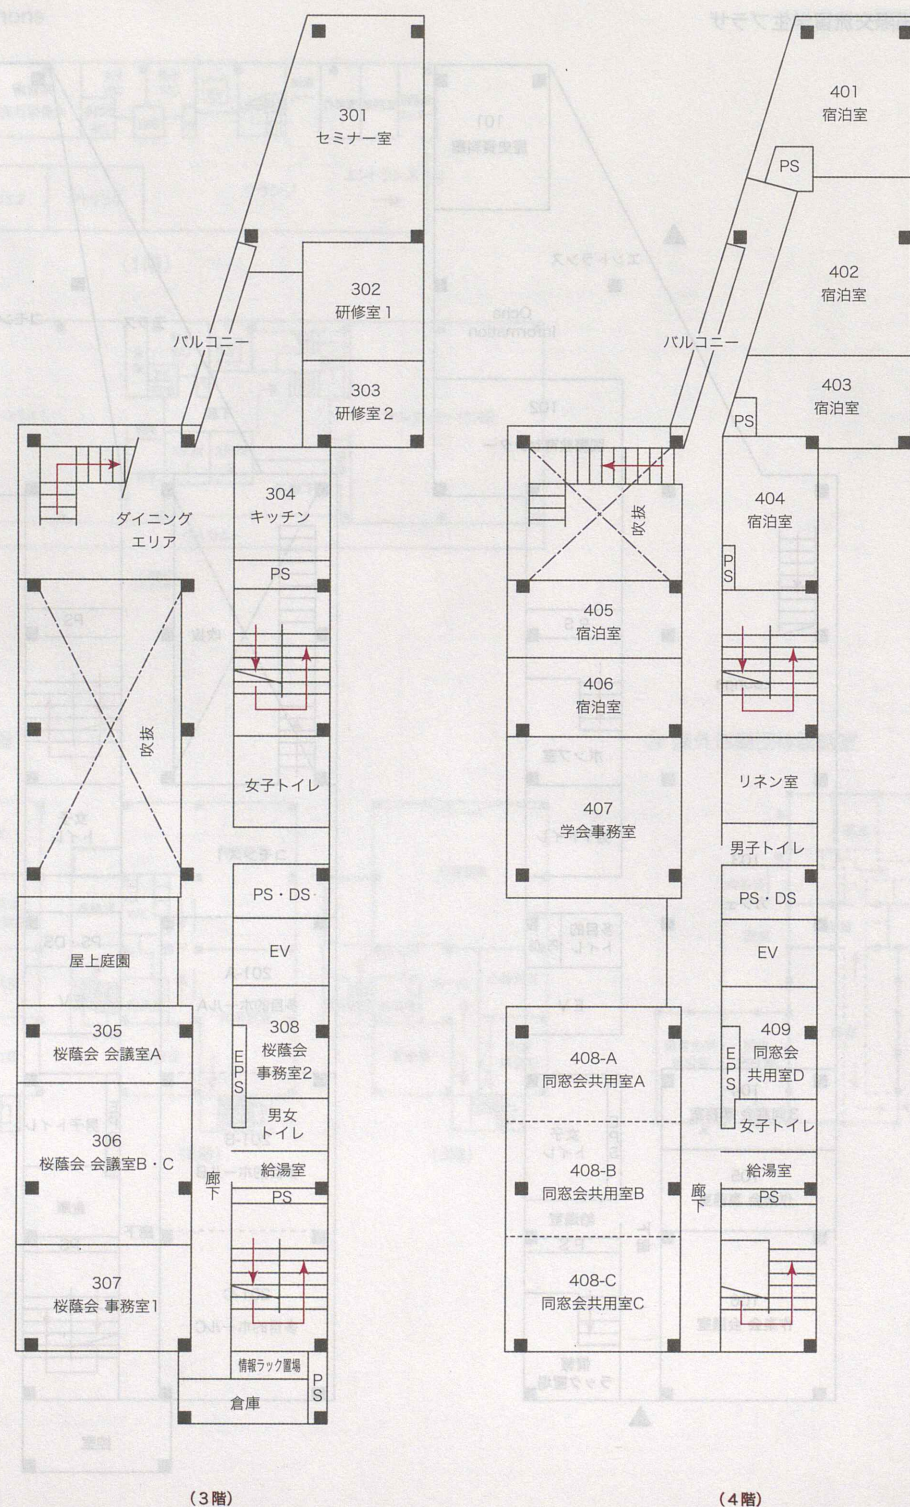 301
セミナー室
302
研修室1
バルコニー
303
研修室2
304
キッチン
ダイニング
エリア
PS
吹抜
女子トイレ
PS・DS
EV
屋上庭園
305
桜蔭会 会議室A
308
桜蔭会
事務室2
EPS
男女
トイレ
306
桜蔭会 会議室B・C
給湯室
廊下
PS
307
桜蔭会 事務室1
情報ラック置場
PS
倉庫
(3階)
401
宿泊室
PS
402
宿泊室
バルコニー
403
宿泊室
PS
404
宿泊室
吹抜
PS
405
宿泊室
406
宿泊室
リネン室
407
学会事務室
男子トイレ
PS・DS
EV
409
同窓会
共用室D
408-A
同窓会共用室A
EPS
女子トイレ
408-B
同窓会共用室B
給湯室
廊下
PS
408-C
同窓会共用室C
(4階)